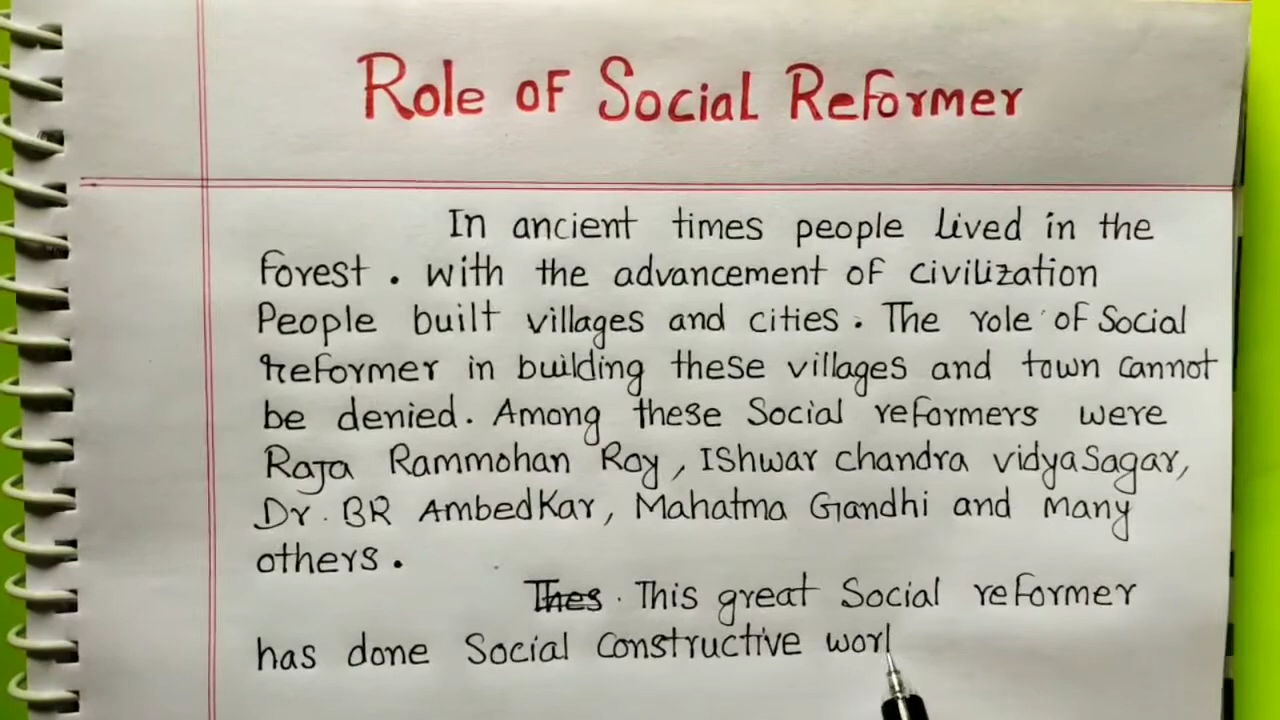 Role of Social Reformer
In ancient times people lived in the
forest. with the advancement of civilization
People built villages and cities. The role of Social
reformer in building these villages and town cannot
be denied. Among these Social reformers were
Raja Rammohan Roy, IShwar chandra vidyaSagar,
Dr. BR AmbedKar, Mahatma Gandhi and many
others.
Thes. This great Social reformer
has done Social Constructive worl